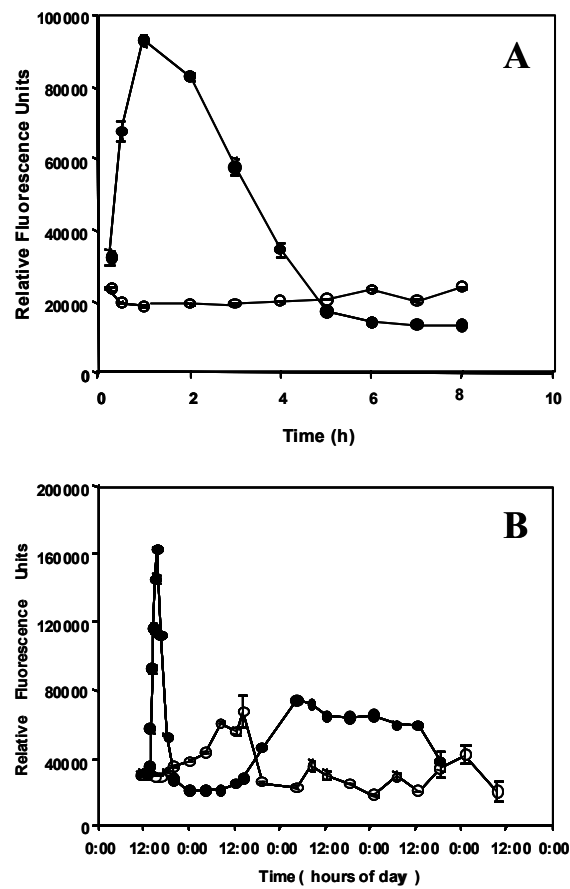 100000
80000
60000
40000
20000
0
Relative Fluorescence Units
A
0 2 4 6 8 10
Time (h)
200000
160000
120000
80000
40000
0
Relative Fluorescence Units
B
0:00 12:00 0:00 12:00 0:00 12:00 0:00 12:00 0:00 12:00 0:00
Time ( hours of day )